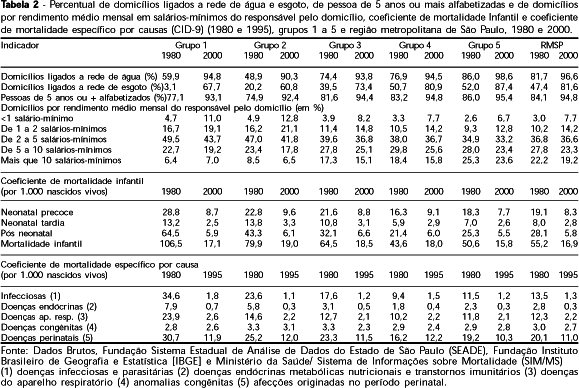 Tabela 2 - Percentual de domicílios ligados a rede de água e esgoto, de pessoa de 5 anos ou mais alfabetizadas e de domicílios
por rendimento médio mensal em salários-mínimos do responsável pelo domicílio, coeficiente de mortalidade Infantil e coeficiente
de mortalidade específico por causas (CID-9) (1980 e 1995), grupos 1 a 5 e região metropolitana de São Paulo, 1980 e 2000.
Indicador Grupo 1 Grupo 2 Grupo 3 Grupo 4 Grupo 5 RMSP
1980 2000 1980 2000 1980 2000 1980 2000 1980 2000 1980 2000
Domicílios ligados a rede de água (%) 59,9 94,8 48,9 90,3 74,4 93,8 76,9 94,5 86,0 98,6 81,7 96,6
Domicílios ligados a rede de esgoto (%)3,1 67,7 20,2 60,8 39,5 73,4 50,7 80,9 52,0 87,4 47,4 81,6
Pessoas de 5 anos ou + alfabetizados (%)77,1 93,1 74,9 92,4 81,6 94,4 83,2 94,8 86,0 95,4 84,1 94,8
Domicílios por rendimento médio mensal do responsável pelo domicílio (em %)
<1 salário-mínimo 4,7 11,0 4,9 12,8 3,9 8,2 3,4 7,7 2,6 6,7 3,0 7,7
De 1 a 2 salários-mínimos 16,7 19,1 16,2 21,1 11,4 14,8 10,5 14,2 9,3 12,8 10,2 14,2
De 2 a 5 salários-mínimos 49,5 43,7 47,0 41,8 39,6 36,8 38,0 36,7 34,9 33,2 36,8 36,6
De 5 a 10 salários-mínimos 22,7 19,2 23,4 17,8 27,8 25,1 29,8 25,6 28,0 23,4 27,8 23,3
Mais que 10 salários-mínimos 6,4 7,0 8,5 6,5 17,3 15,1 18,4 15,8 25,3 23,6 22,2 19,2
Coeficiente de mortalidade infantil
(por 1.000 nascidos vivos) 1980 2000 1980 2000 1980 2000 1980 2000 1980 2000 1980 2000
Neonatal precoce 28,8 8,7 22,8 9,6 21,6 8,8 16,3 9,1 18,3 7,7 19,1 8,3
Neonatal tardia 13,2 2,5 13,8 3,3 10,8 3,1 5,9 2,9 7,0 2,6 8,0 2,8
Pós neonatal 64,5 5,9 43,3 6,1 32,1 6,6 21,4 6,0 25,3 5,5 28,1 5,8
Mortalidade infantil 106,5 17,1 79,9 19,0 64,5 18,5 43,6 18,0 50,6 15,8 55,2 16,9
Coeficiente de mortalidade específico por causa
(por 1.000 nascidos vivos) 1980 1995 1980 1995 1980 1995 1980 1995 1980 1995 1980 1995
Infecciosas (1) 34,6 1,8 23,6 1,1 17,6 1,2 9,4 1,5 11,5 1,2 13,5 1,3
Doenças endócrinas (2) 7,9 0,7 5,8 0,3 3,1 0,5 1,8 0,4 2,3 0,3 2,8 0,3
Doenças ap. resp. (3) 23,9 2,6 14,6 2,2 12,7 2,1 10,2 2,2 11,8 2,1 12,3 2,2
Doenças congênitas (4) 2,8 2,6 3,3 3,1 3,3 2,3 2,9 2,4 2,8 2,9 3,0 2,7
Doenças perinatais (5) 30,7 11,9 25,2 12,0 23,3 11,5 16,2 12,2 19,2 10,3 20,1 11,0
Fonte: Dados Brutos, Fundação Sistema Estadual de Análise de Dados do Estado de São Paulo (SEADE), Fundação Instituto
Brasileiro de Geografia e Estatística [IBGE] e Ministério da Saúde/ Sistema de Informações sobre Mortalidade (SIM/MS)
(1) doenças infecciosas e parasitárias (2) doenças endócrinas metabólicas nutricionais e transtornos imunitários (3) doenças
do aparelho respiratório (4) anomalias congênitas (5) afecções originadas no período perinatal.